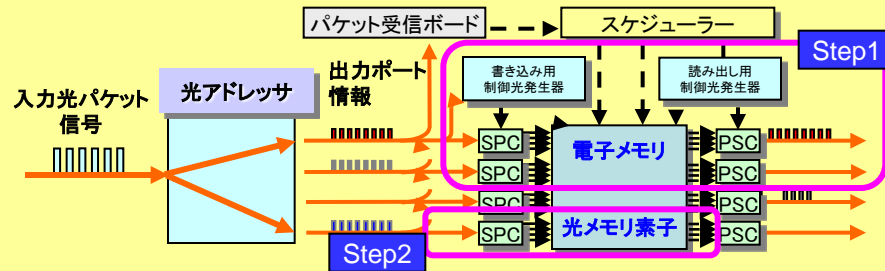 パケット受信ボード
スケジューラー
Step1
入力光パケット
信号
光アドレッサ
出力ポート
情報
書き込み用
制御光発生器
読み出し用
制御光発生器
SPC
電子メモリ
PSC
SPC
PSC
SPC
PSC
SPC
光メモリ素子
PSC
Step2